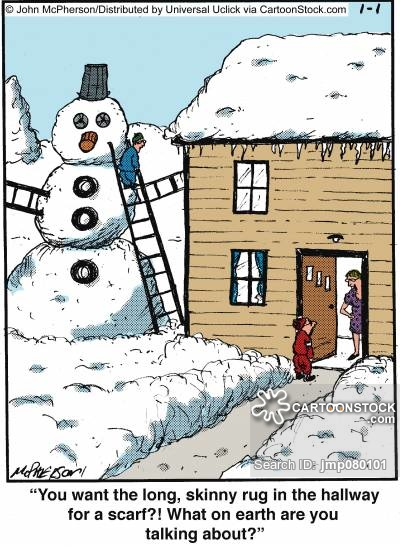 © John McPherson/Distributed by Universal Uclick via CartoonStock.com
1-1
McPHERSON
CARTOONSTOCK
.com
Search ID: jmp080101
"You want the long, skinny rug in the hallway
for a scarf?! What on earth are you
talking about?"